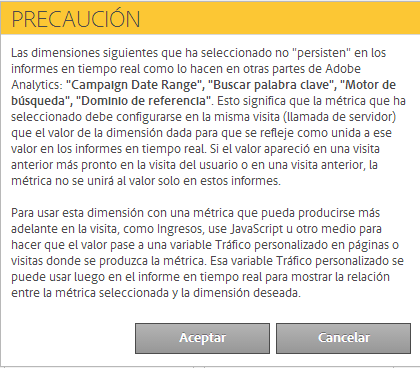 PRECAUCIÓN
Las dimensiones siguientes que ha seleccionado no "persisten" en los
informes en tiempo real como lo hacen en otras partes de Adobe
Analytics: "Campaign Date Range", "Buscar palabra clave", "Motor de
búsqueda", "Dominio de referencia". Esto significa que la métrica que ha
seleccionado debe configurarse en la misma visita (llamada de servidor)
que el valor de la dimensión dada para que se refleje como unida a ese
valor en los informes en tiempo real. Si el valor apareció en una visita
anterior más pronto en la visita del usuario o en una visita anterior, la
métrica no se unirá al valor solo en estos informes.
Para usar esta dimensión con una métrica que pueda producirse más
adelante en la visita, como Ingresos, use JavaScript u otro medio para
hacer que el valor pase a una variable Tráfico personalizado en páginas o
visitas donde se produzca la métrica. Esa variable Tráfico personalizado se
puede usar luego en el informe en tiempo real para mostrar la relación
entre la métrica seleccionada y la dimensión deseada.
Aceptar Cancelar